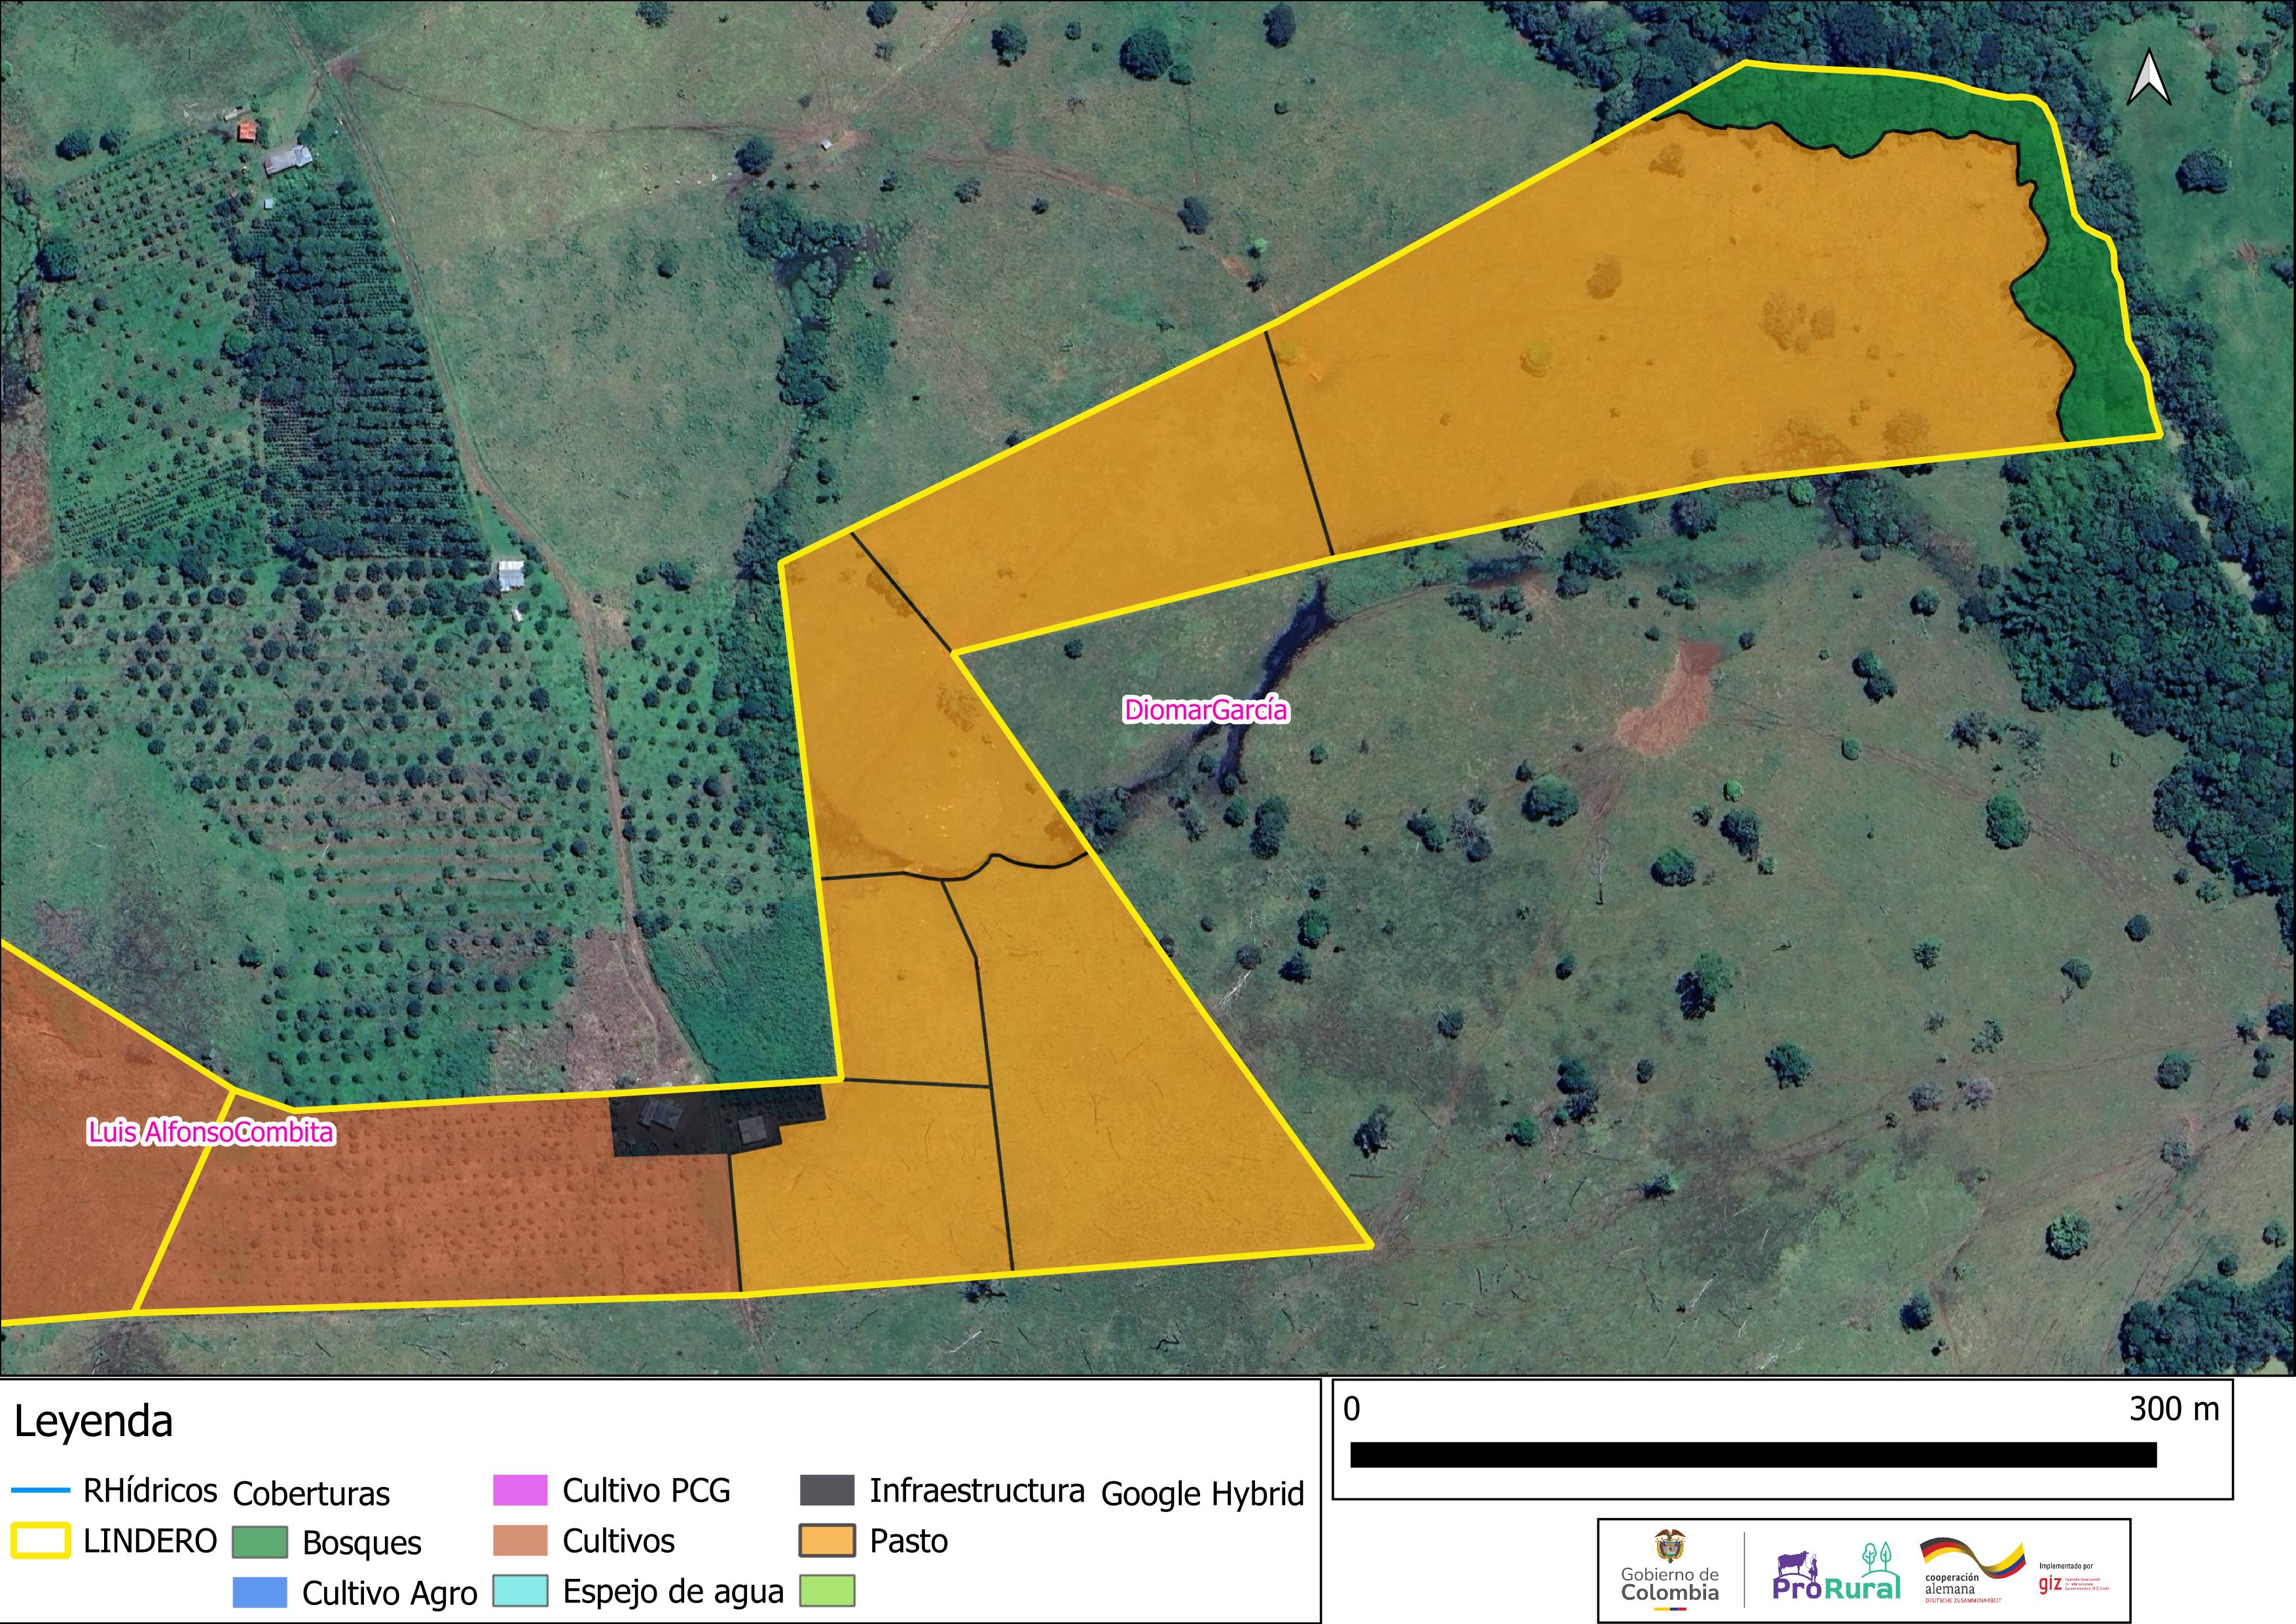 DiomarGarcía
Luis AlfonsoCombita
Leyenda
RHídricos
LINDERO
Coberturas
Bosques
Cultivo Agro
Cultivo PCG
Cultivos
Espejo de agua
Infraestructura
Pasto
Google Hybrid
0 300 m
Gobierno de
Colombia
ProRural
cooperación
alemana
DEUTSCHE ZUSAMMENARBEIT
Implementado por
giz